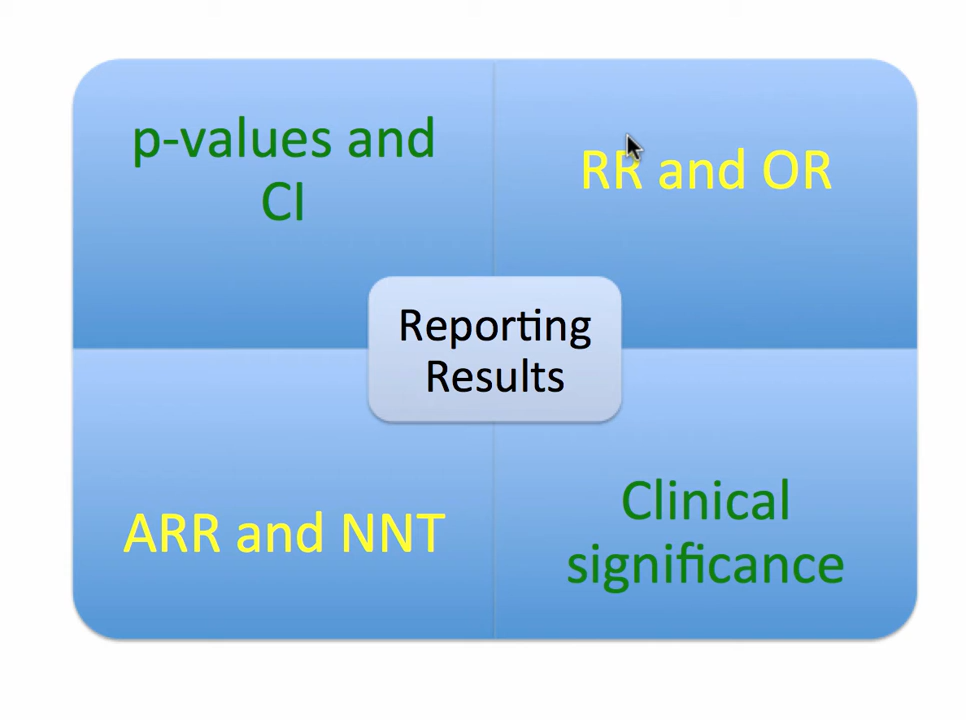 p-values and
CI
RR and OR
Reporting
Results
ARR and NNT
Clinical
significance